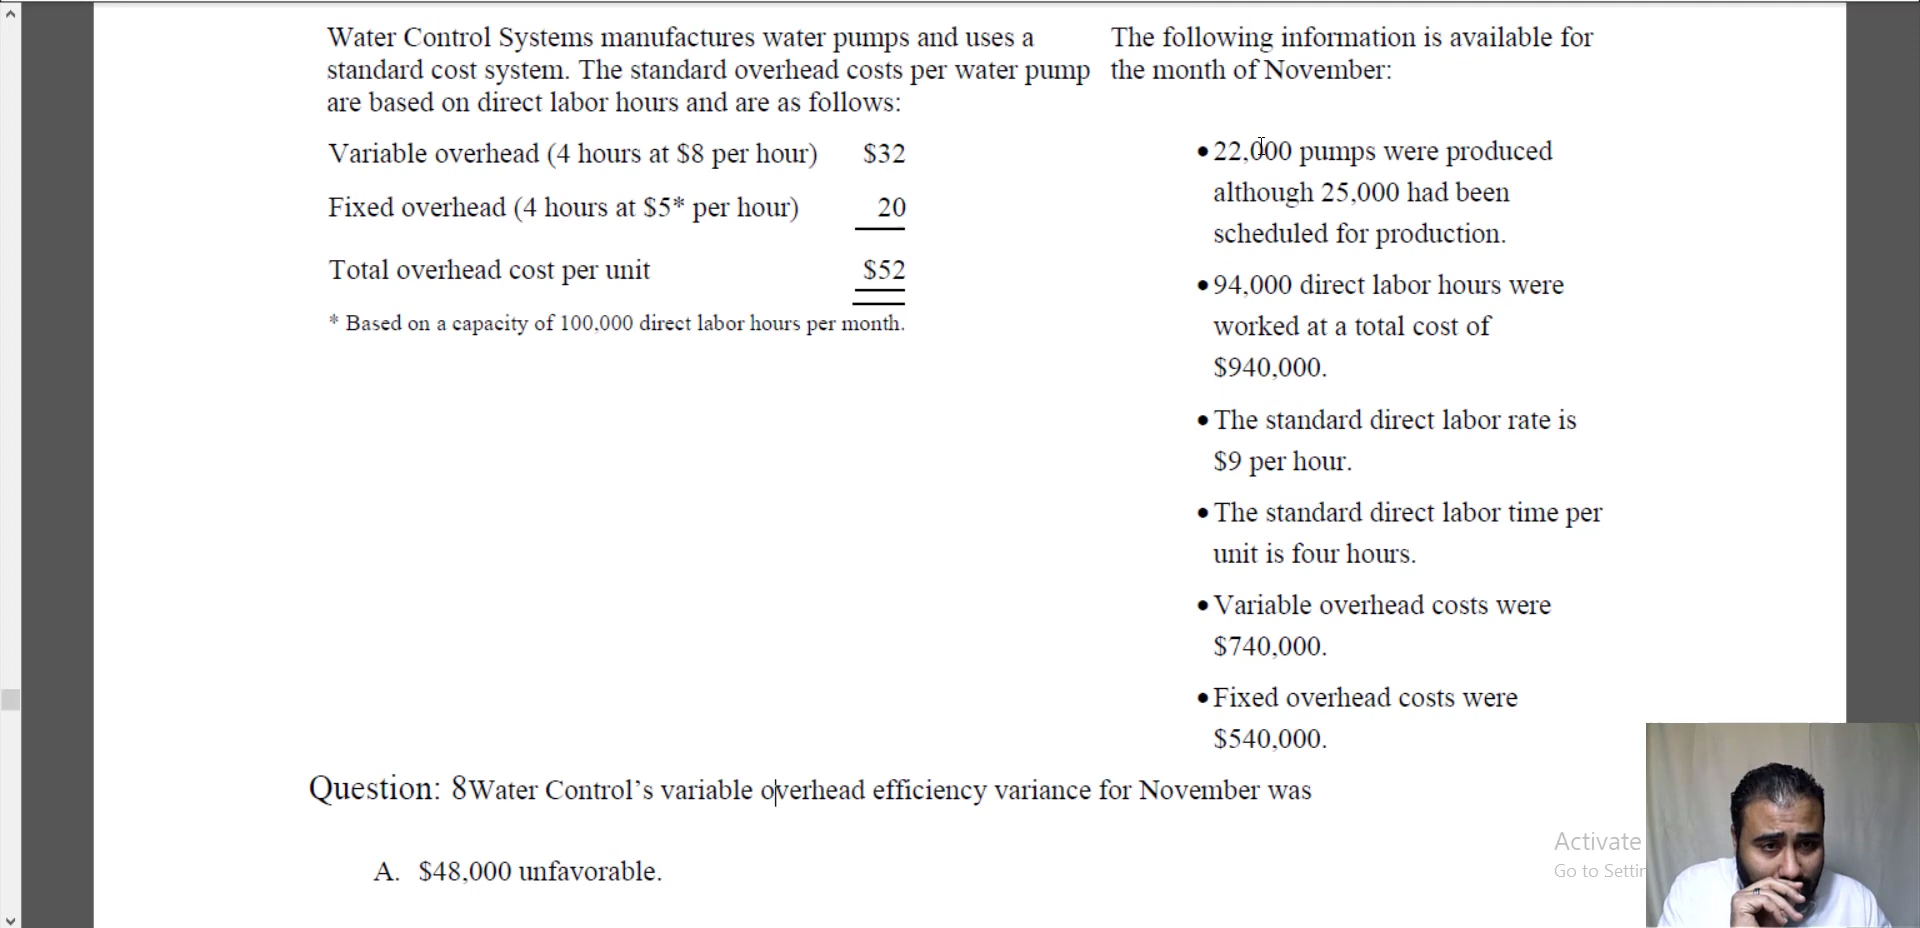 Water Control Systems manufactures water pumps and uses a
standard cost system. The standard overhead costs per water pump
are based on direct labor hours and are as follows:
Variable overhead (4 hours at $8 per hour) $32
Fixed overhead (4 hours at $5* per hour) 20
Total overhead cost per unit $52
* Based on a capacity of 100,000 direct labor hours per month.
The following information is available for
the month of November:
• 22,000 pumps were produced
although 25,000 had been
scheduled for production.
• 94,000 direct labor hours were
worked at a total cost of
$940,000.
• The standard direct labor rate is
$9 per hour.
• The standard direct labor time per
unit is four hours.
• Variable overhead costs were
$740,000.
• Fixed overhead costs were
$540,000.
Question: 8Water Control's variable overhead efficiency variance for November was
A. $48,000 unfavorable.
Activate
Go to Settin